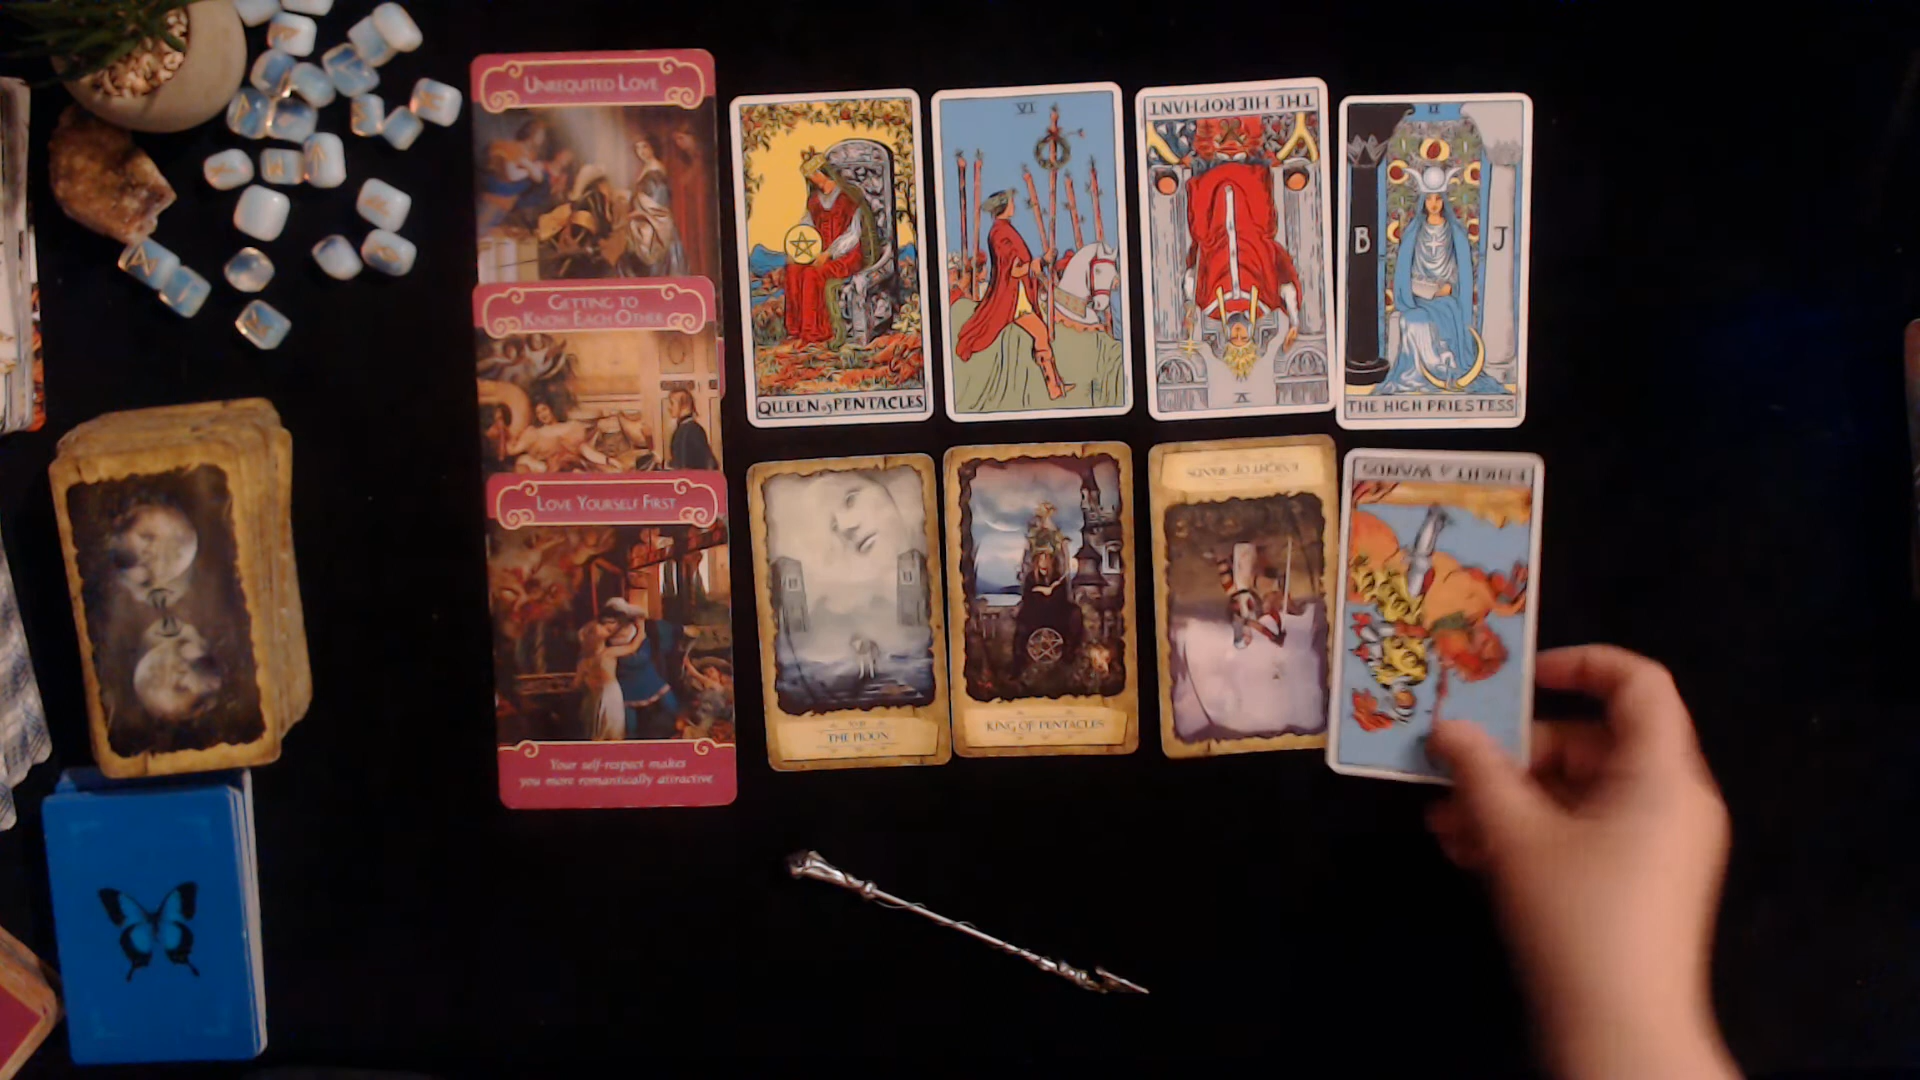 UNREQUITED LOVE
GETTING TO
KNOW EACH OTHER
LOVE YOURSELF FIRST
Your self-respect makes
you more romantically attractive
QUEEN of PENTACLES
VI
THE HIEROPHANT
V
II
B
J
THE HIGH PRIESTESS
XVIII
THE MOON
KING OF PENTACLES
KNIGHT OF WANDS
KNIGHT of WANDS